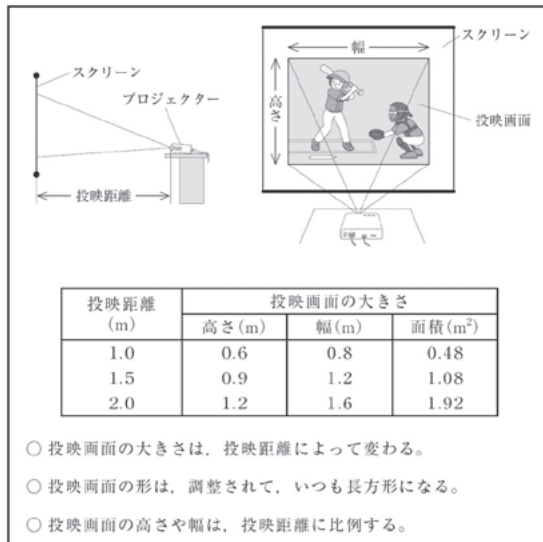 スクリーン
プロジェクター
投映距離
幅
高さ
スクリーン
投映画面
投映距離(m) 投映画面の大きさ
高さ(m) 幅(m) 面積(m²)
1.0 0.6 0.8 0.48
1.5 0.9 1.2 1.08
2.0 1.2 1.6 1.92
○ 投映画面の大きさは，投映距離によって変わる。
○ 投映画面の形は，調整されて，いつも長方形になる。
○ 投映画面の高さや幅は，投映距離に比例する。